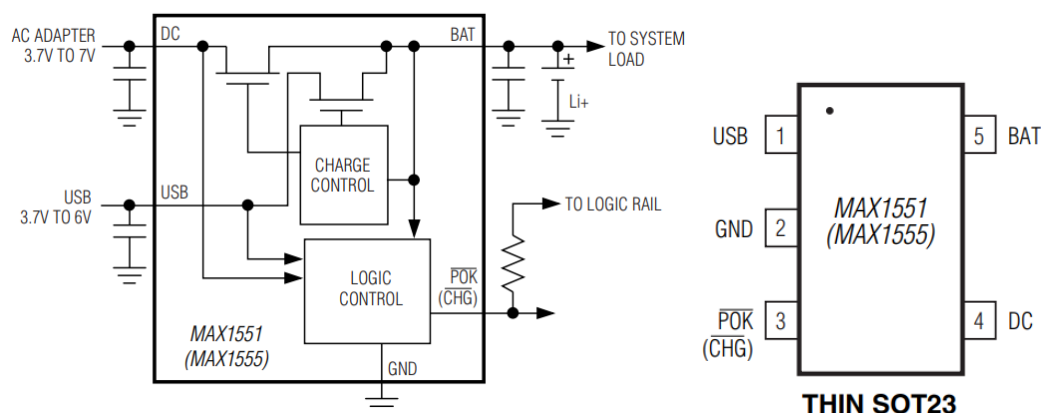 AC ADAPTER
3.7V TO 7V
DC
BAT
TO SYSTEM
LOAD
+
Li+
CHARGE
CONTROL
USB
3.7V TO 6V
USB
TO LOGIC RAIL
LOGIC
CONTROL
POK
(CHG)
MAX1551
(MAX1555)
GND
USB
1
5
BAT
GND
2
MAX1551
(MAX1555)
POK
(CHG)
3
4
DC
THIN SOT23